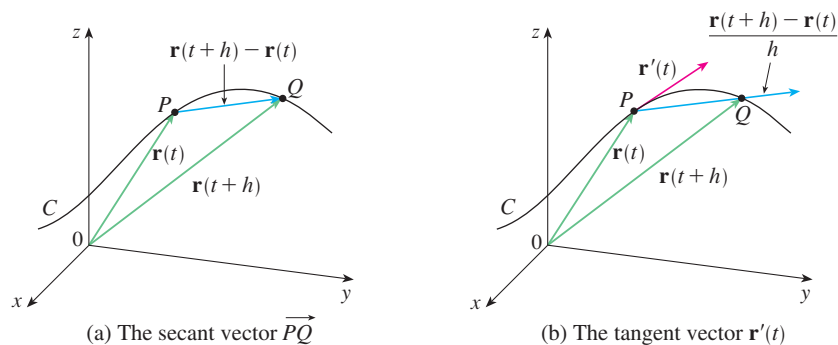 z
r(t+h) − r(t)
P
Q
r(t)
r(t+h)
C
0
x
y
(a) The secant vector PQ
z
r(t+h) − r(t)
h
r′(t)
P
Q
r(t)
r(t+h)
C
0
x
y
(b) The tangent vector r′(t)